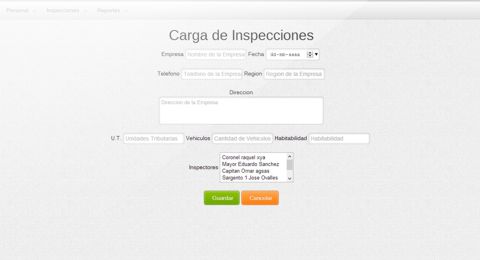 Personal Inspecciones Reportes
Carga de Inspecciones
Empresa Nombre de la Empresa Fecha dd-mm-aaaa
Telefono Telefono de la Empresa Region Region de la Empresa
Direccion
Direccion de la Empresa
U.T. Unidades Tributarias Vehiculos Cantidad de Vehiculos Habitabilidad Habitabilidad
Inspectores
Coronel raquel xya
Mayor Eduardo Sanchez
Capitan Omar agsas
Sargento 1 Jose Ovalles
Guardar Cancelar